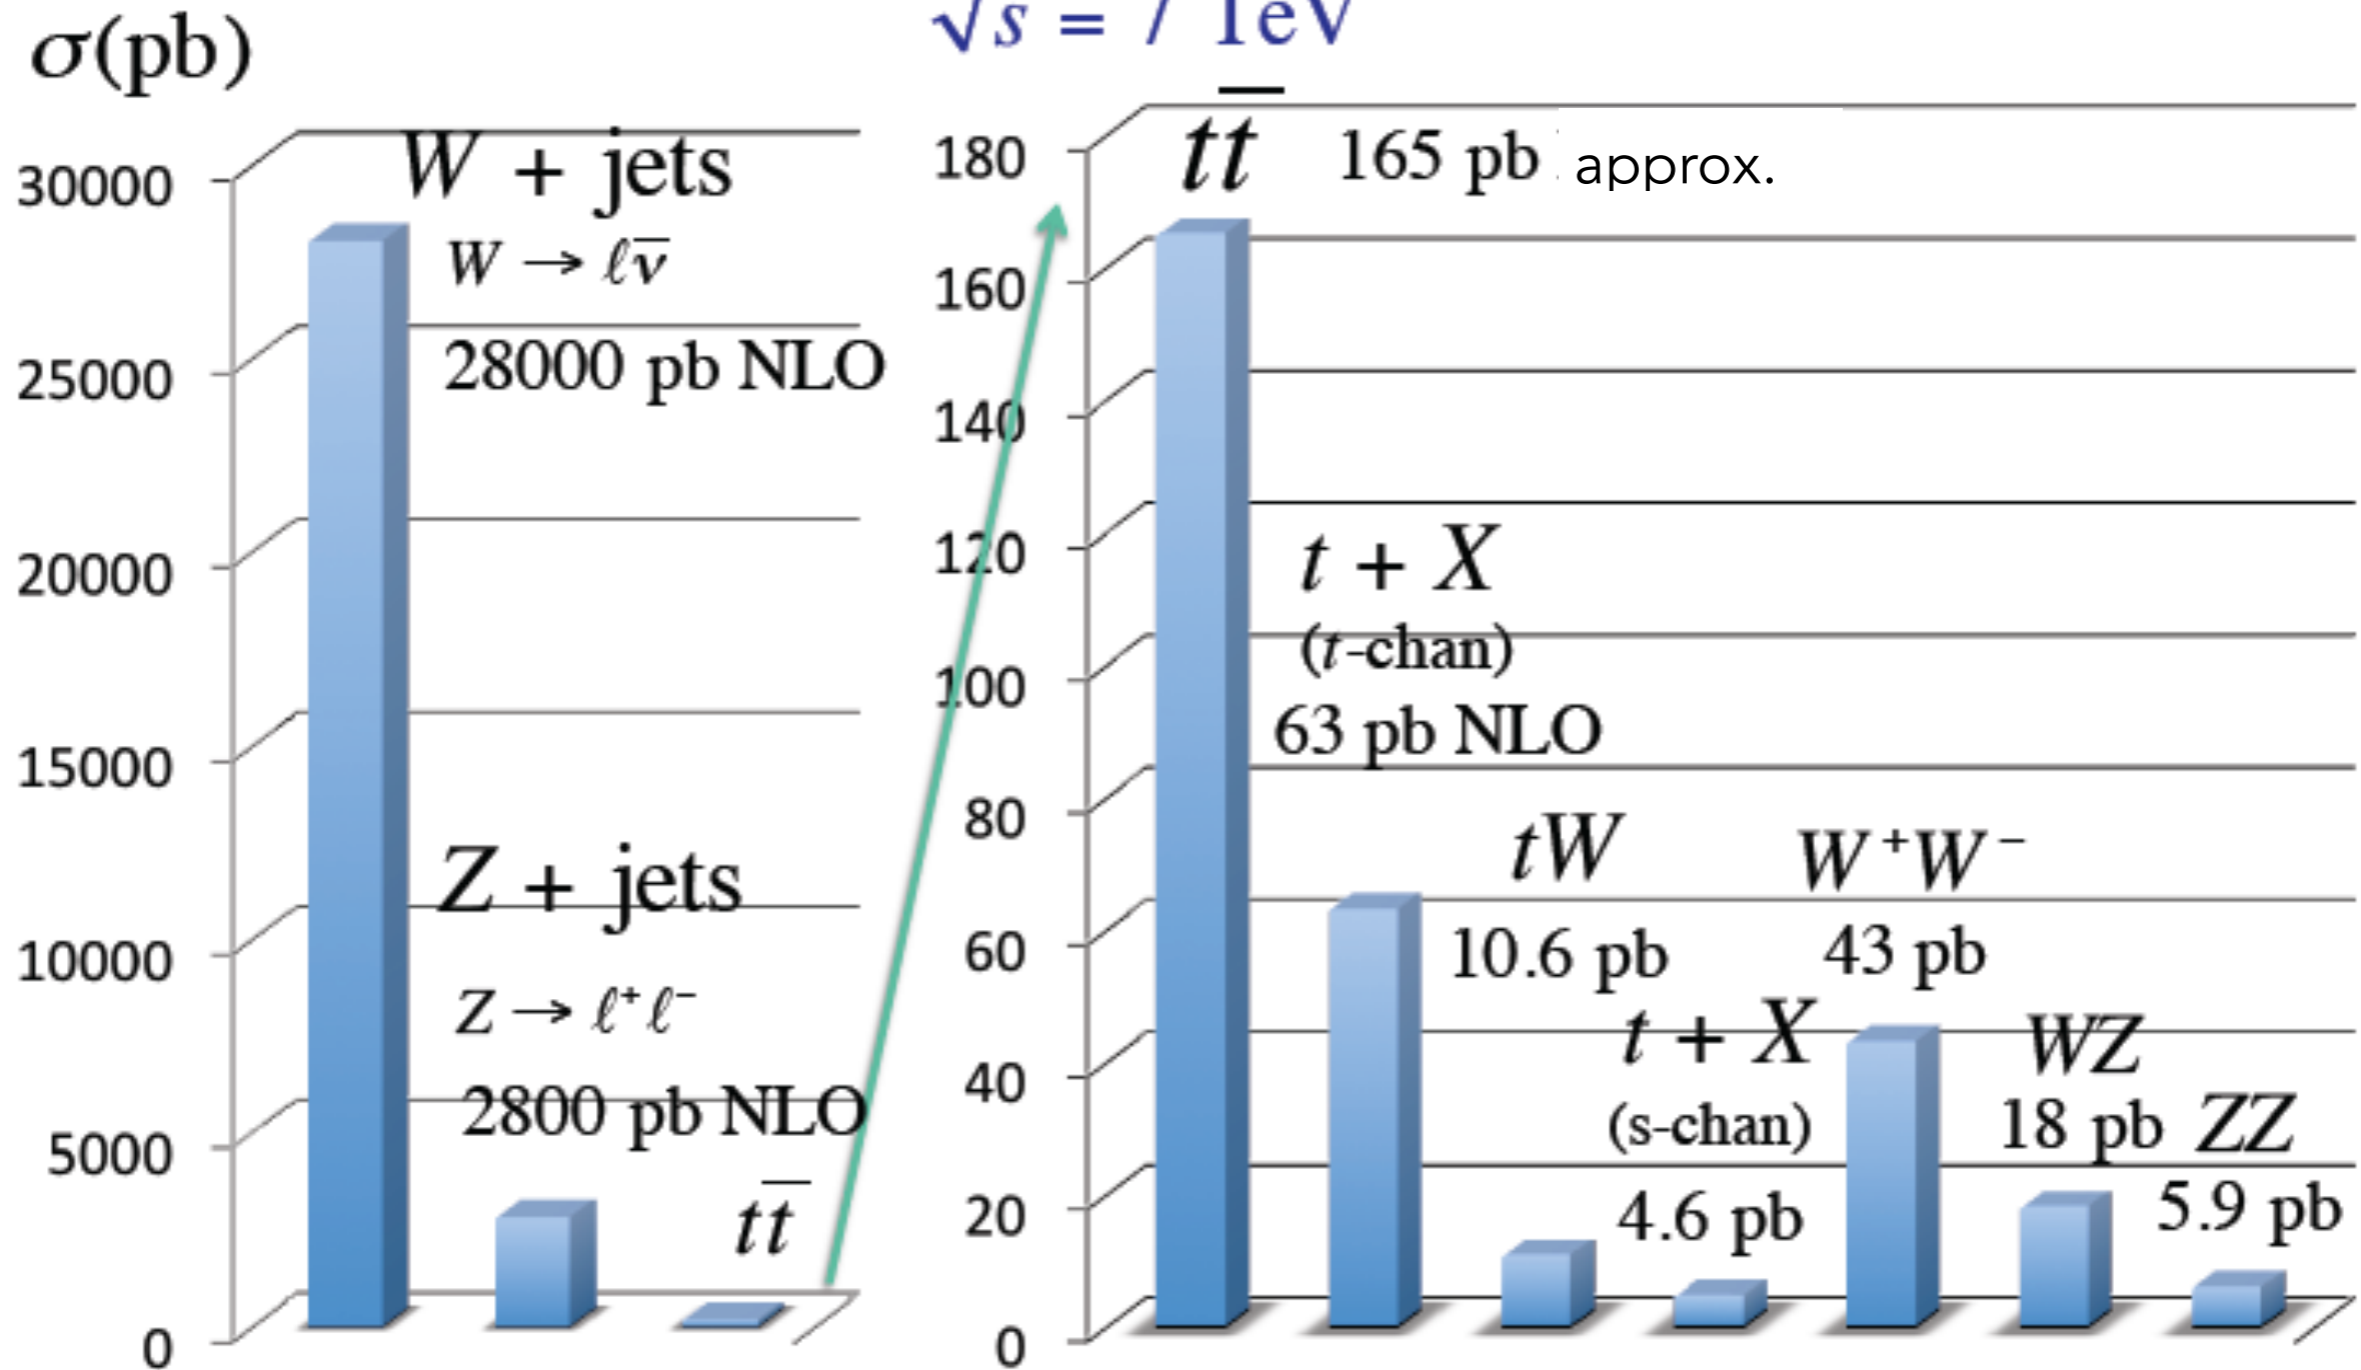 σ(pb)
30000
25000
20000
15000
10000
5000
0
W + jets
W → ℓν̅
28000 pb NLO
Z + jets
Z → ℓ⁺ℓ⁻
2800 pb NLO
tt̅
√s = 7 TeV
180
160
140
120
100
80
60
40
20
0
tt̅ 165 pb approx.
t + X
(t-chan)
63 pb NLO
tW
10.6 pb
t + X
(s-chan)
4.6 pb
W⁺W⁻
43 pb
WZ
18 pb
ZZ
5.9 pb